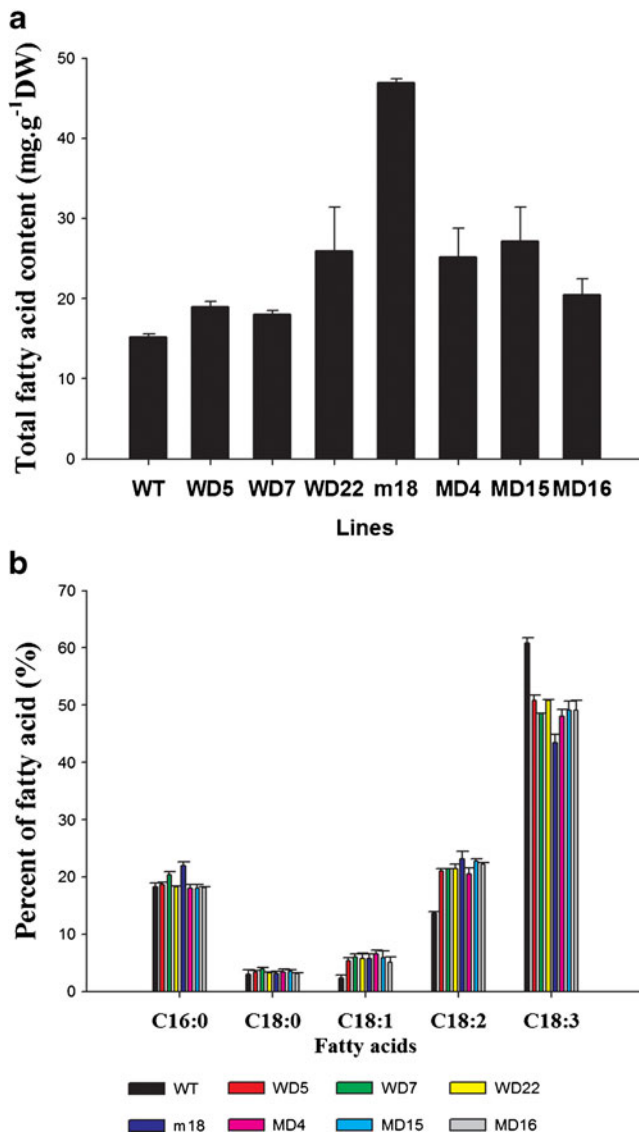 a
Total fatty acid content (mg.g⁻¹DW)
50
40
30
20
10
0
WT WD5 WD7 WD22 m18 MD4 MD15 MD16
Lines
b
Percent of fatty acid (%)
70
60
50
40
30
20
10
0
C16:0 C18:0 C18:1 C18:2 C18:3
Fatty acids
WT WD5 WD7 WD22
m18 MD4 MD15 MD16